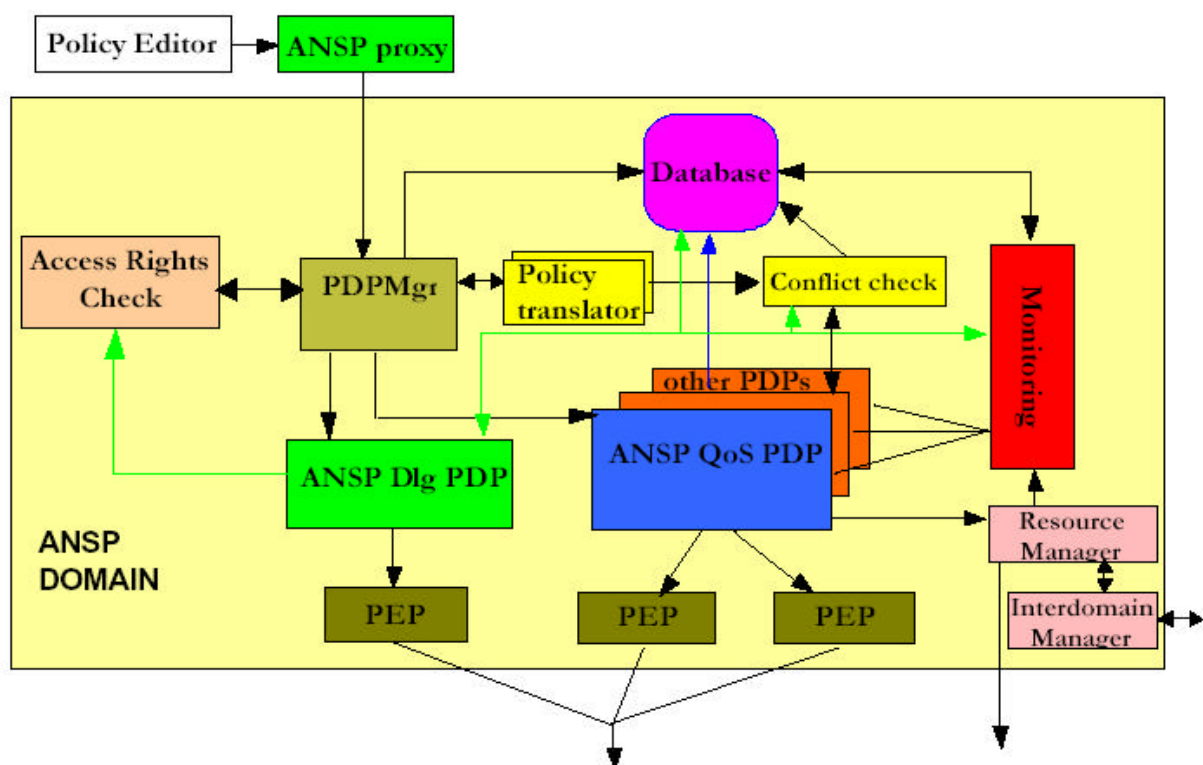 Policy Editor
ANSP proxy
Database
Access Rights
Check
PDPMgr
Policy
translator
Conflict check
Monitoring
other PDPs
ANSP QoS PDP
ANSP Dlg PDP
ANSP
DOMAIN
Resource
Manager
PEP
PEP
PEP
Interdomain
Manager